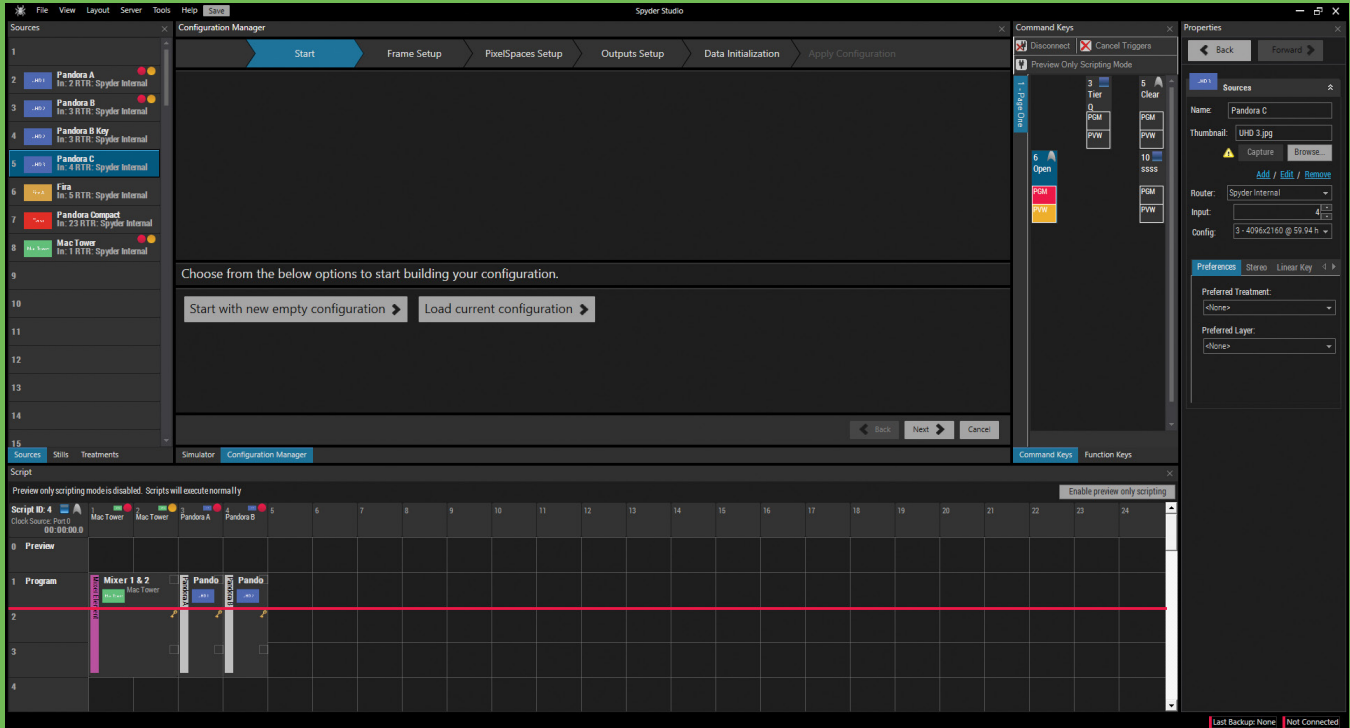 File View Layout Server Tools Help Save
Spyder Studio
Sources
1
2 Pandora A
In: 2 RTR: Spyder Internal
3 Pandora B
In: 3 RTR: Spyder Internal
4 Pandora B Key
In: 3 RTR: Spyder Internal
5 Pandora C
In: 4 RTR: Spyder Internal
6 Fira
In: 5 RTR: Spyder Internal
7 Pandora Compact
In: 23 RTR: Spyder Internal
8 Mac Tower
In: 1 RTR: Spyder Internal
9
10
11
12
13
14
15
Sources Stills Treatments
Configuration Manager
Start Frame Setup PixelSpaces Setup Outputs Setup Data Initialization Apply Configuration
Choose from the below options to start building your configuration.
Start with new empty configuration Load current configuration
Back Next Cancel
Simulator Configuration Manager
Command Keys
Disconnect Cancel Triggers
Preview Only Scripting Mode
1 - Page One
3
Tier
Q
PGM
PVW
5
Clear
PGM
PVW
6
Open
PGM
PVW
10
ssss
PGM
PVW
Command Keys Function Keys
Properties
Back Forward
Sources
Name: Pandora C
Thumbnail: UHD 3.jpg
Capture Browse...
Add / Edit / Remove
Router: Spyder Internal
Input: 4
Config: 3 - 4096x2160 @ 59.94 h
Preferences Stereo Linear Key
Preferred Treatment:
<None>
Preferred Layer:
<None>
Script
Preview only scripting mode is disabled. Scripts will execute normally
Enable preview only scripting
Script ID: 4
Clock Source: Port 0
00:00:00.0
1 2 3 4 5 6 7 8 9 10 11 12 13 14 15 16 17 18 19 20 21 22 23 24
Mac Tower Mac Tower Pandora A Pandora B
0 Preview
1 Program
Mixer 1 & 2
Mac Tower
Pando
Pando
2
3
4
Last Backup: None Not Connected